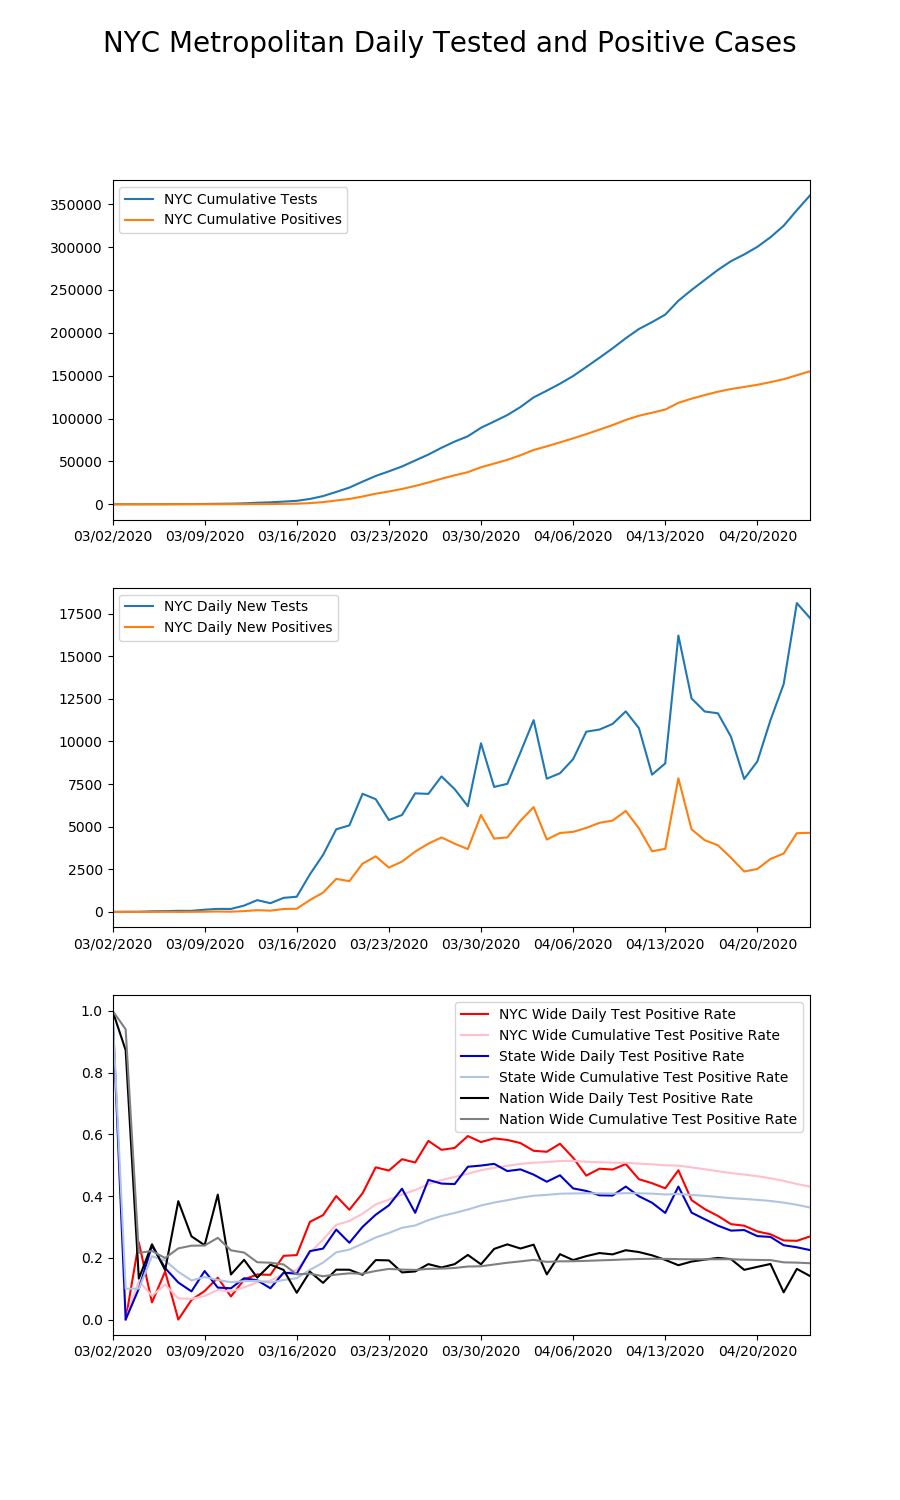 NYC Metropolitan Daily Tested and Positive Cases
NYC Cumulative Tests
NYC Cumulative Positives
350000
300000
250000
200000
150000
100000
50000
0
03/02/2020 03/09/2020 03/16/2020 03/23/2020 03/30/2020 04/06/2020 04/13/2020 04/20/2020
NYC Daily New Tests
NYC Daily New Positives
17500
15000
12500
10000
7500
5000
2500
0
03/02/2020 03/09/2020 03/16/2020 03/23/2020 03/30/2020 04/06/2020 04/13/2020 04/20/2020
NYC Wide Daily Test Positive Rate
NYC Wide Cumulative Test Positive Rate
State Wide Daily Test Positive Rate
State Wide Cumulative Test Positive Rate
Nation Wide Daily Test Positive Rate
Nation Wide Cumulative Test Positive Rate
1.0
0.8
0.6
0.4
0.2
0.0
03/02/2020 03/09/2020 03/16/2020 03/23/2020 03/30/2020 04/06/2020 04/13/2020 04/20/2020